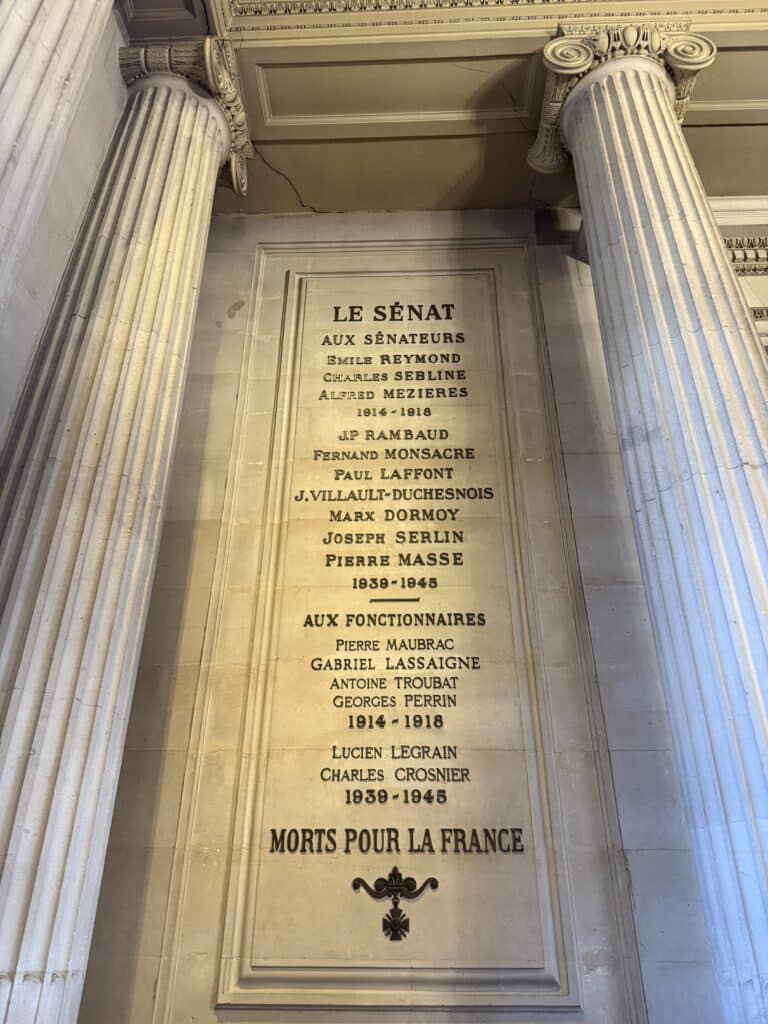 LE SÉNAT
AUX SÉNATEURS
EMILE REYMOND
CHARLES SEBLINE
ALFRED MEZIERES
1914 - 1918
J.P RAMBAUD
FERNAND MONSACRE
PAUL LAFFONT
J. VILLAULT-DUCHESNOIS
MARX DORMOY
JOSEPH SERLIN
PIERRE MASSE
1939 - 1945
AUX FONCTIONNAIRES
PIERRE MAUBRAC
GABRIEL LASSAIGNE
ANTOINE TROUBAT
GEORGES PERRIN
1914 - 1918
LUCIEN LEGRAIN
CHARLES CROSNIER
1939 - 1945
MORTS POUR LA FRANCE